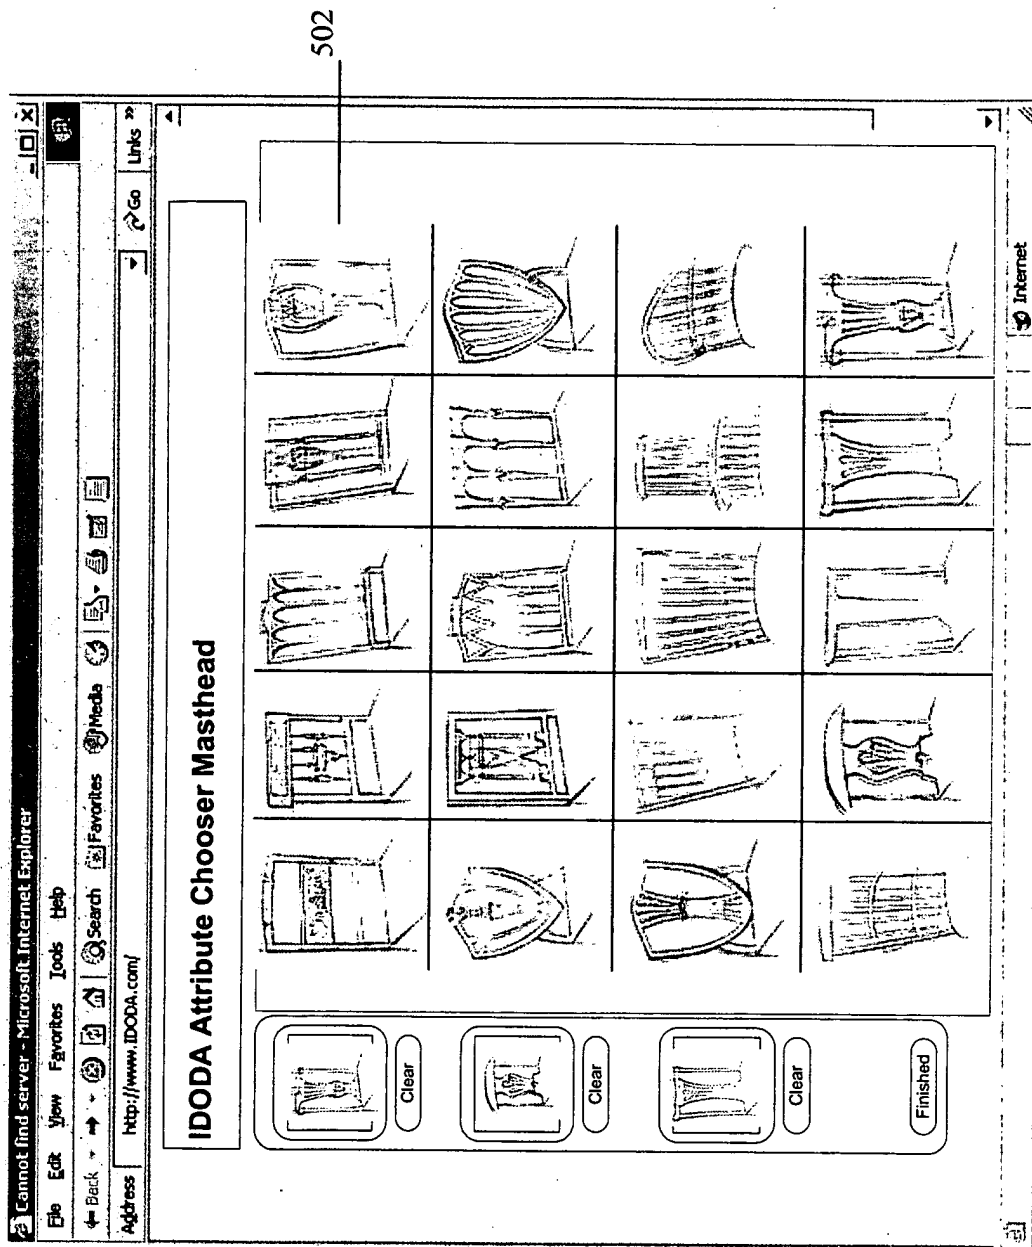 Cannot find server - Microsoft Internet Explorer
File Edit View Favorites Tools Help
Back Search Favorites Media
Address http://www.IDODA.com/ Go Links »
IDODA Attribute Chooser Masthead
502
Clear
Clear
Clear
Finished
Internet